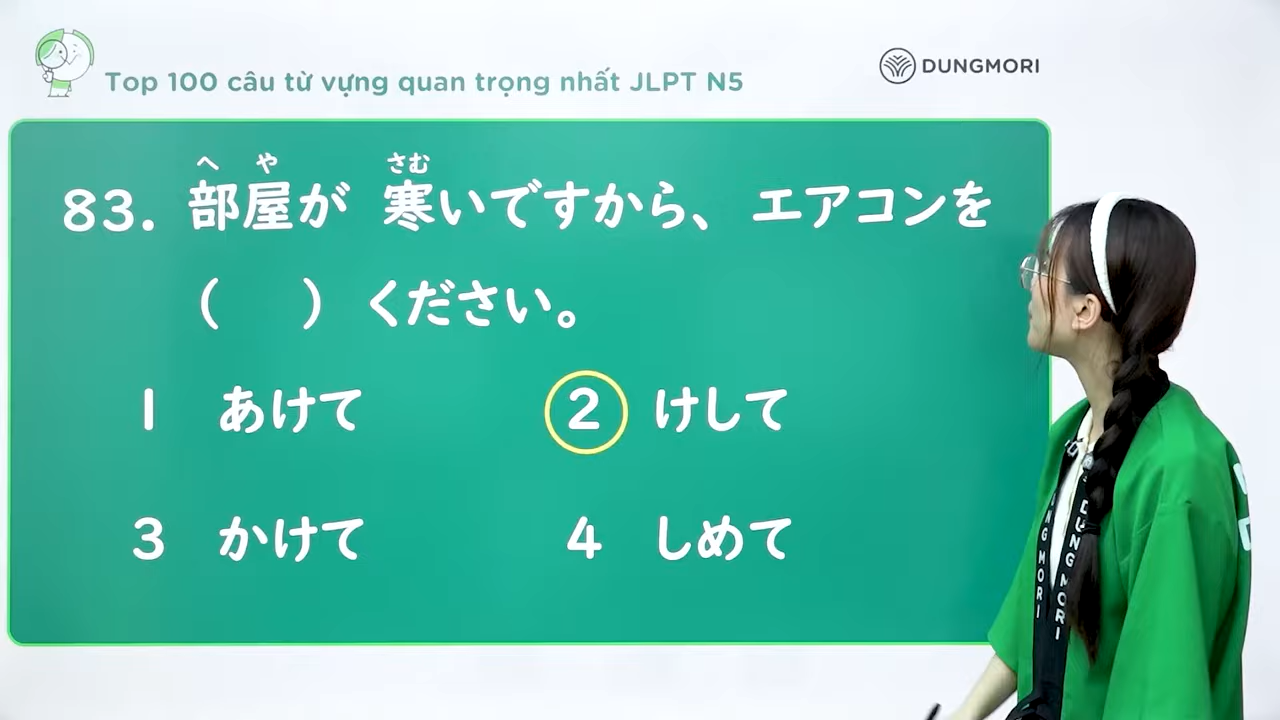 Top 100 câu từ vựng quan trọng nhất JLPT N5
DUNGMORI
へ や さむ
83. 部屋が 寒いですから、エアコンを
( ) ください。
1 あけて
2 けして
3 かけて
4 しめて
DUNG MORI